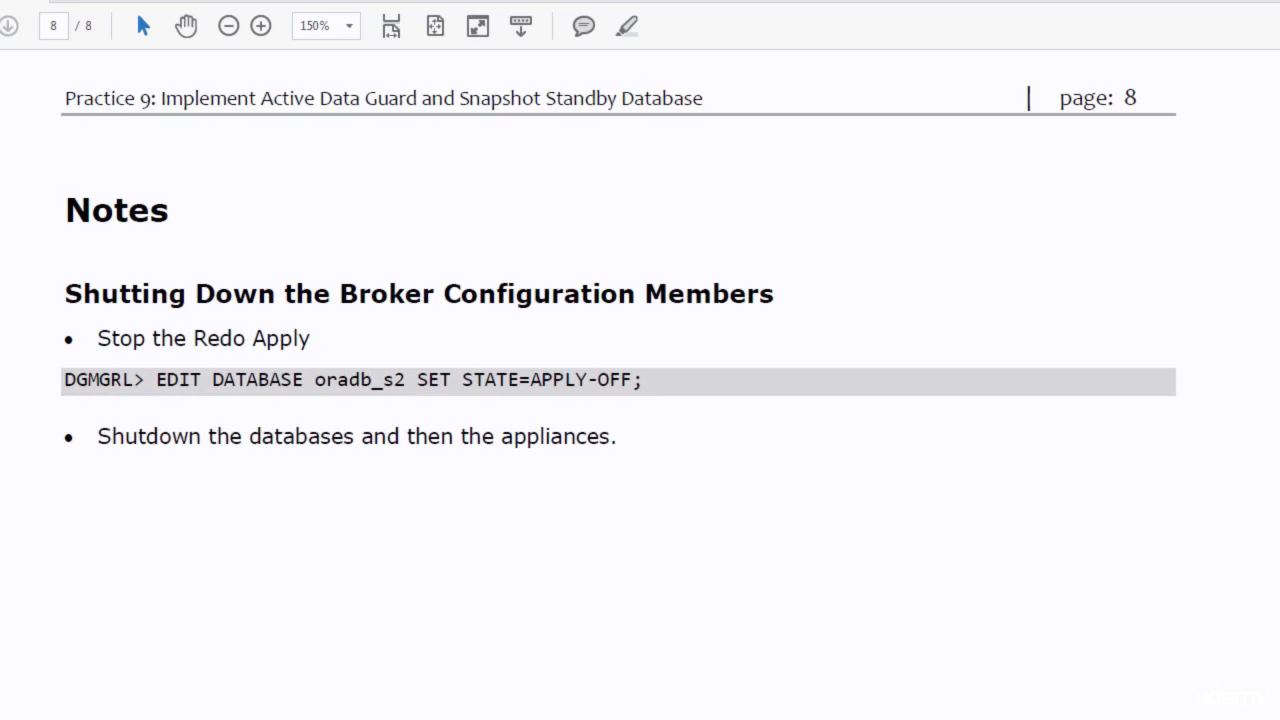 8 / 8 150%
Practice 9: Implement Active Data Guard and Snapshot Standby Database | page: 8
Notes
Shutting Down the Broker Configuration Members
• Stop the Redo Apply
DGMGRL> EDIT DATABASE oradb_s2 SET STATE=APPLY-OFF;
• Shutdown the databases and then the appliances.
udemy